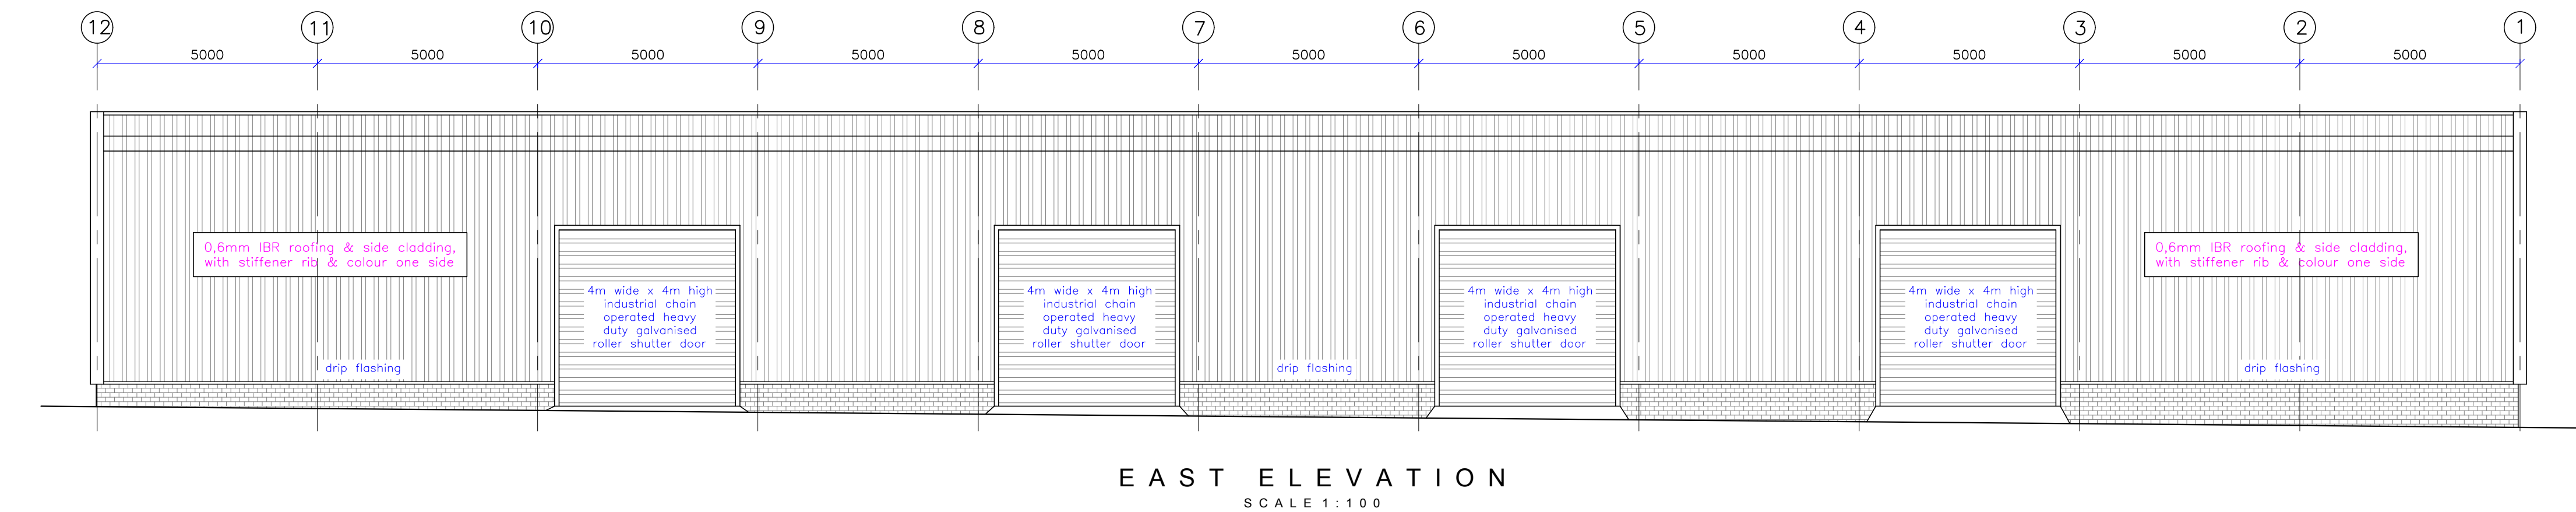 12 11 10 9 8 7 6 5 4 3 2 1
5000 5000 5000 5000 5000 5000 5000 5000 5000 5000 5000
0,6mm IBR roofing & side cladding,
with stiffener rib & colour one side
4m wide x 4m high
industrial chain
operated heavy
duty galvanised
roller shutter door
4m wide x 4m high
industrial chain
operated heavy
duty galvanised
roller shutter door
4m wide x 4m high
industrial chain
operated heavy
duty galvanised
roller shutter door
4m wide x 4m high
industrial chain
operated heavy
duty galvanised
roller shutter door
0,6mm IBR roofing & side cladding,
with stiffener rib & colour one side
drip flashing
drip flashing
drip flashing
EAST ELEVATION
SCALE 1:100